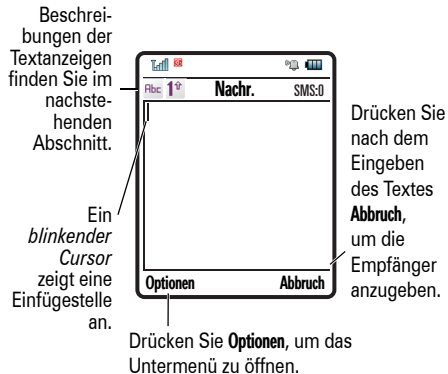 Beschrei-
bungen der
Textanzeigen
finden Sie im
nachste-
henden
Abschnitt.
Abc 1 Nachr. SMS:0
Ein
blinkender
Cursor
zeigt eine
Einfügestelle
an.
Drücken Sie
nach dem
Eingeben
des Textes
Abbruch,
um die
Empfänger
anzugeben.
Optionen Abbruch
Drücken Sie Optionen, um das
Untermenü zu öffnen.